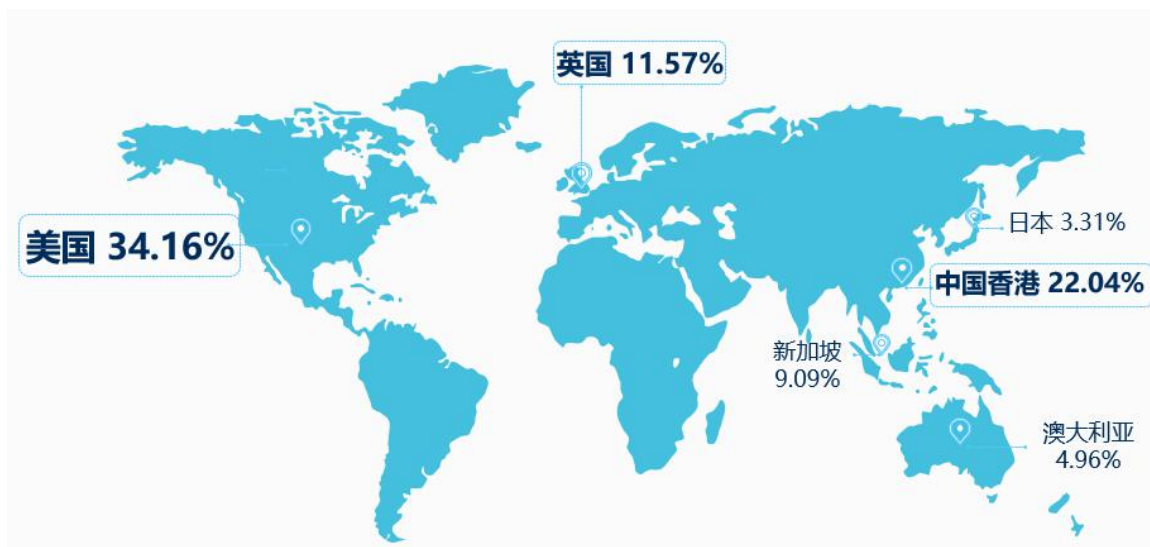 英国 11.57%
美国 34.16%
日本 3.31%
中国香港 22.04%
新加坡
9.09%
澳大利亚
4.96%